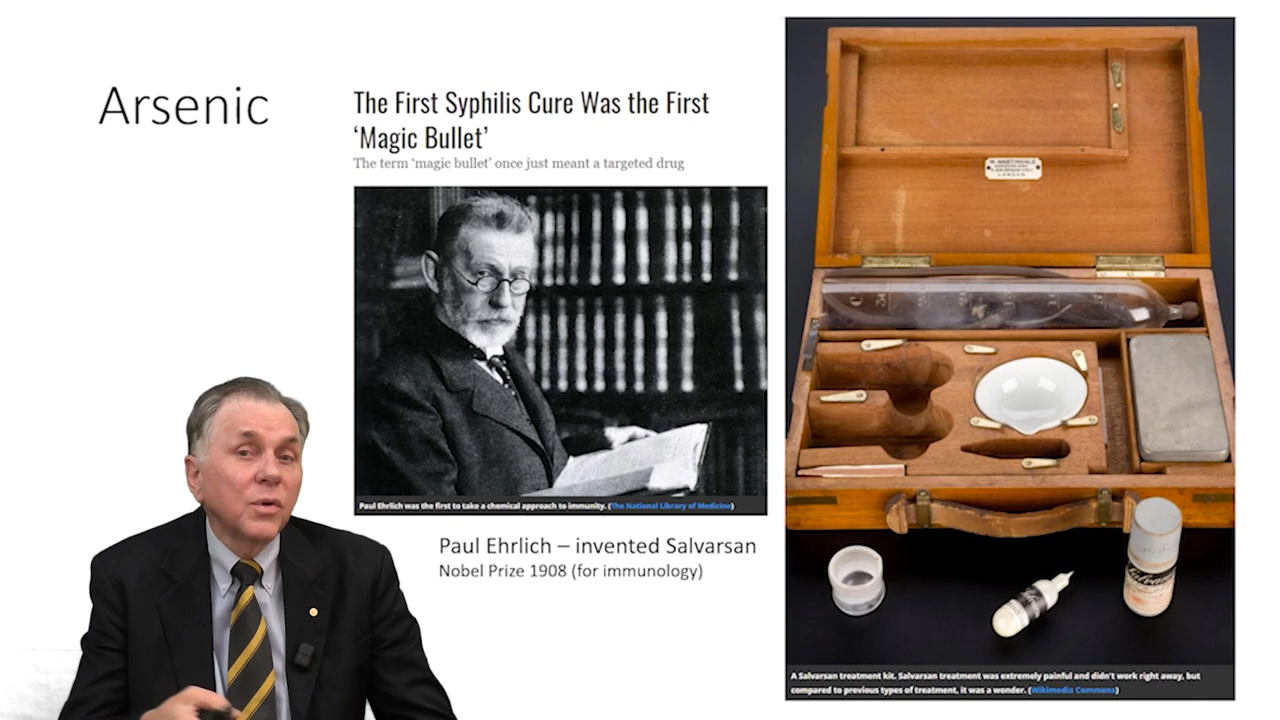 Arsenic
The First Syphilis Cure Was the First
‘Magic Bullet’
The term ‘magic bullet’ once just meant a targeted drug
Paul Ehrlich was the first to take a chemical approach to immunity. (The National Library of Medicine)
Paul Ehrlich – invented Salvarsan
Nobel Prize 1908 (for immunology)
W. MARTINDALE
LONDON.
A Salvarsan treatment kit. Salvarsan treatment was extremely painful and didn't work right away, but
compared to previous types of treatment, it was a wonder. (Wikimedia Commons)